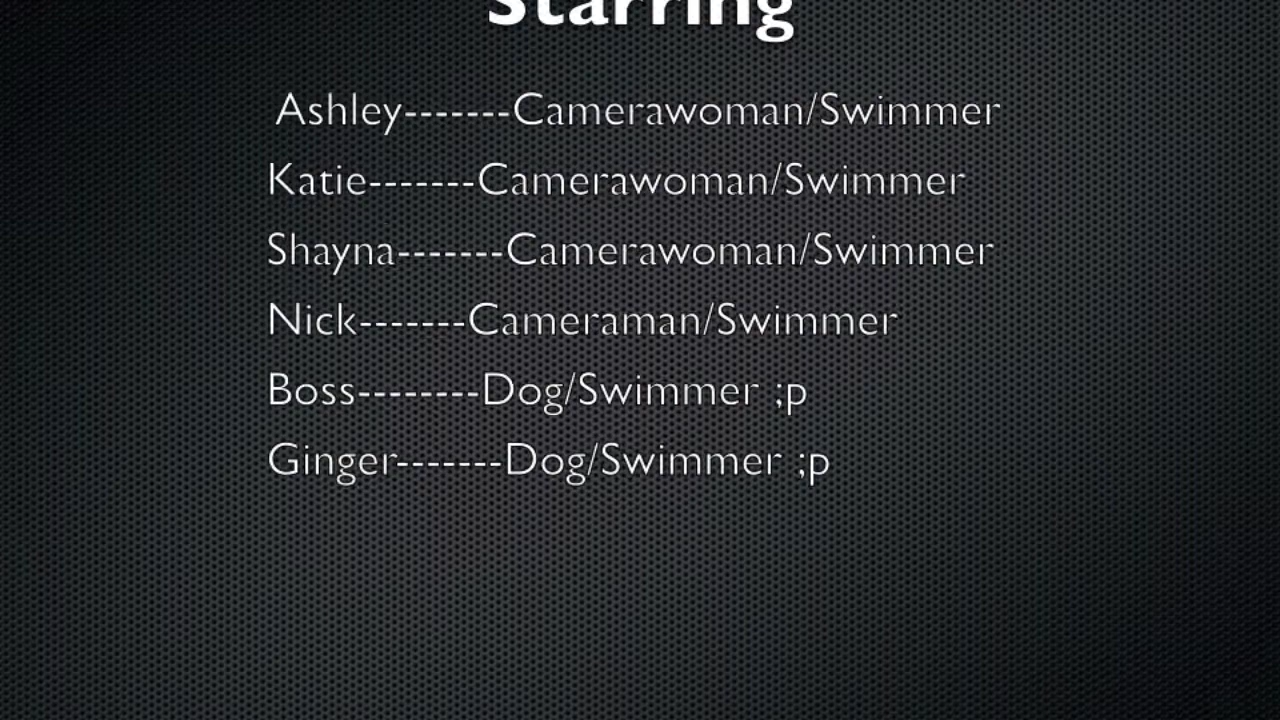 Starring
Ashley-------Camerawoman/Swimmer
Katie-------Camerawoman/Swimmer
Shayna-------Camerawoman/Swimmer
Nick-------Cameraman/Swimmer
Boss--------Dog/Swimmer ;p
Ginger-------Dog/Swimmer ;p